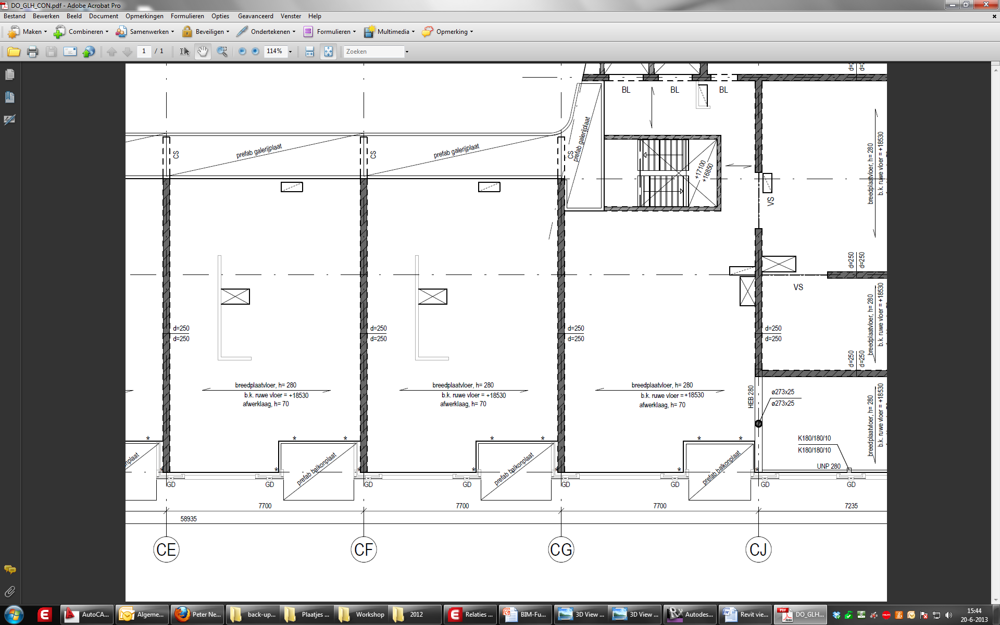 DO_GLH_CON.pdf - Adobe Acrobat Pro
Bestand Bewerken Beeld Document Opmerkingen Formulieren Opties Geavanceerd Venster Help
Maken Combineren Samenwerken Beveiligen Ondertekenen Formulieren Multimedia Opmerking
1 / 1 114% Zoeken
BL BL BL
d=250
prefab galerijplaat
prefab galerijplaat
prefab galerijplaat
CS CS CS
+17100
+16850
VS
breedplaatvloer, h= 280
b.k. ruwe vloer = +18530
d=250
d=250
VS
breedplaatvloer, h= 280
b.k. ruwe vloer = +18530
d=250 d=250 d=250 d=250
d=250 d=250 d=250 d=250
d=250
d=250
breedplaatvloer, h= 280
b.k. ruwe vloer = +18530
afwerklaag, h= 70
breedplaatvloer, h= 280
b.k. ruwe vloer = +18530
afwerklaag, h= 70
breedplaatvloer, h= 280
b.k. ruwe vloer = +18530
afwerklaag, h= 70
HEB 280
ø273x25
ø273x25
breedplaatvloer, h= 280
b.k. ruwe vloer = +18530
K180/180/10
K180/180/10
UNP 280
* * * * * * *
* * * * * * *
prefab balkonplaat
prefab balkonplaat
prefab balkonplaat
GD GD GD GD GD GD GD GD
7700 7700 7700 7235
58935
CE CF CG CJ
AutoCA... Algeme... Peter Ne... back-up... Plaatjes ... Workshop 2012 Relaties ... BIM-Fu... 3D View ... 3D View ... Autodes... Revit vie... DO_GLH...
15:44
20-6-2013